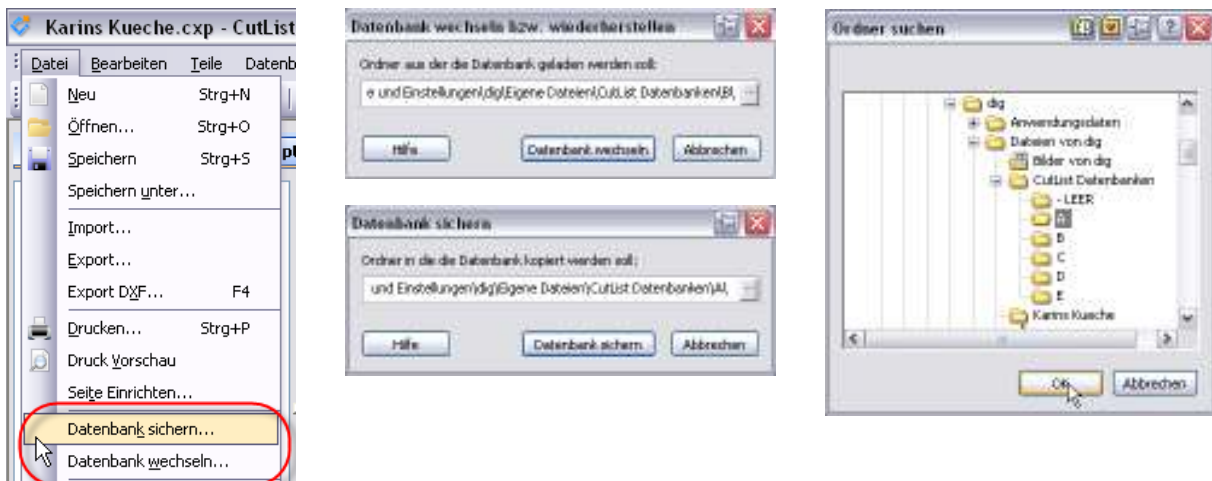 Karins Kueche.cxp - CutList
Datei Bearbeiten Teile Datenb
Neu Strg+N
Öffnen... Strg+O
Speichern Strg+S
Speichern unter...
Import...
Export...
Export DXF... F4
Drucken... Strg+P
Druck Vorschau
Seite Einrichten...
Datenbank sichern...
Datenbank wechseln...
Datenbank wechseln bzw. wiederherstellen
Ordner aus der die Datenbank geladen werden soll:
e und Einstellungen\dig\Eigene Dateien\CutList Datenbanken\B\, ...
Hilfe Datenbank wechseln Abbrechen
Datenbank sichern
Ordner in die die Datenbank kopiert werden soll:
und Einstellungen\dig\Eigene Dateien\CutList Datenbanken\A\, ...
Hilfe Datenbank sichern Abbrechen
Ordner suchen
dig
Anwendungsdaten
Dateien von dig
Bilder von dig
CutList Datenbanken
- LEER
A
B
C
D
E
Karins Kueche
OK Abbrechen